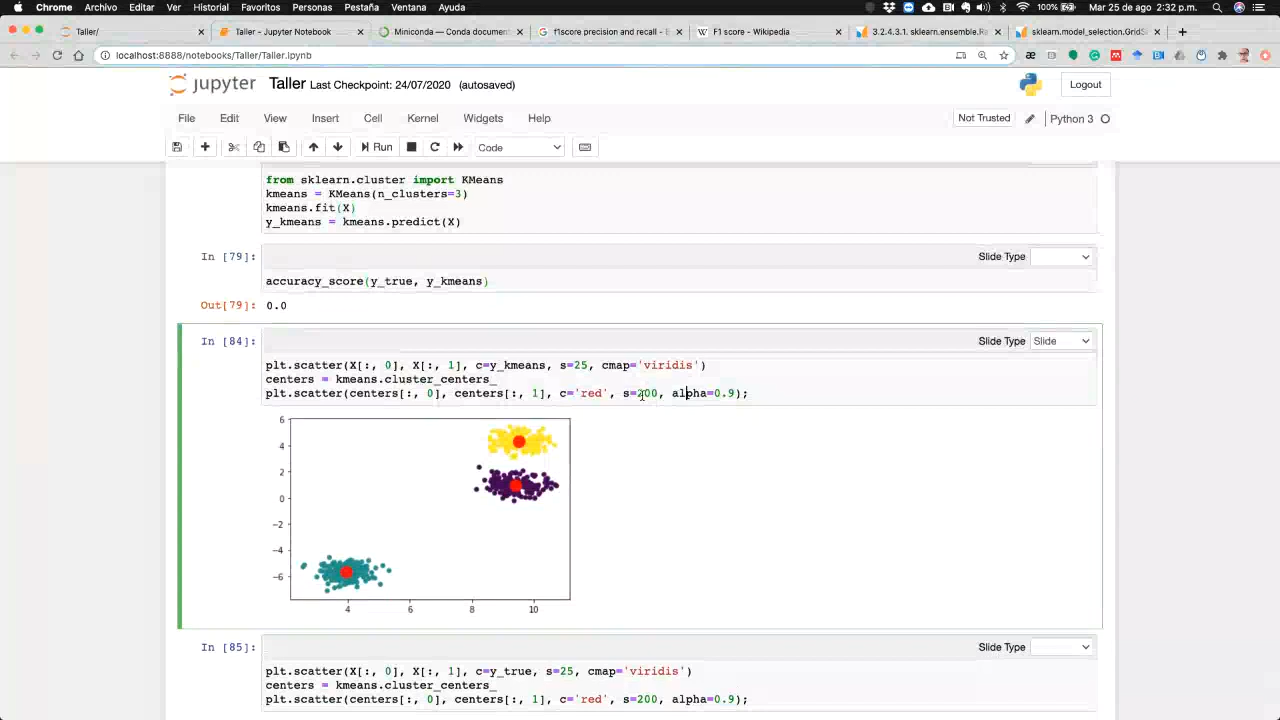 Chrome Archivo Editar Ver Historial Favoritos Personas Pestaña Ventana Ayuda 100% Mar 25 de ago 2:32 p.m.
Taller/ Taller - Jupyter Notebook Miniconda — Conda document f1score precision and recall - B F1 score - Wikipedia 3.2.4.3.1. sklearn.ensemble.Ra sklearn.model_selection.GridS
localhost:8888/notebooks/Taller/Taller.ipynb
jupyter Taller Last Checkpoint: 24/07/2020 (autosaved) Logout
File Edit View Insert Cell Kernel Widgets Help Not Trusted Python 3
Run Code
from sklearn.cluster import KMeans
kmeans = KMeans(n_clusters=3)
kmeans.fit(X)
y_kmeans = kmeans.predict(X)
In [79]: Slide Type
accuracy_score(y_true, y_kmeans)
Out[79]: 0.0
In [84]: Slide Type Slide
plt.scatter(X[:, 0], X[:, 1], c=y_kmeans, s=25, cmap='viridis')
centers = kmeans.cluster_centers_
plt.scatter(centers[:, 0], centers[:, 1], c='red', s=200, alpha=0.9);
6
4
2
0
−2
−4
−6
4 6 8 10
In [85]: Slide Type
plt.scatter(X[:, 0], X[:, 1], c=y_true, s=25, cmap='viridis')
centers = kmeans.cluster_centers_
plt.scatter(centers[:, 0], centers[:, 1], c='red', s=200, alpha=0.9);